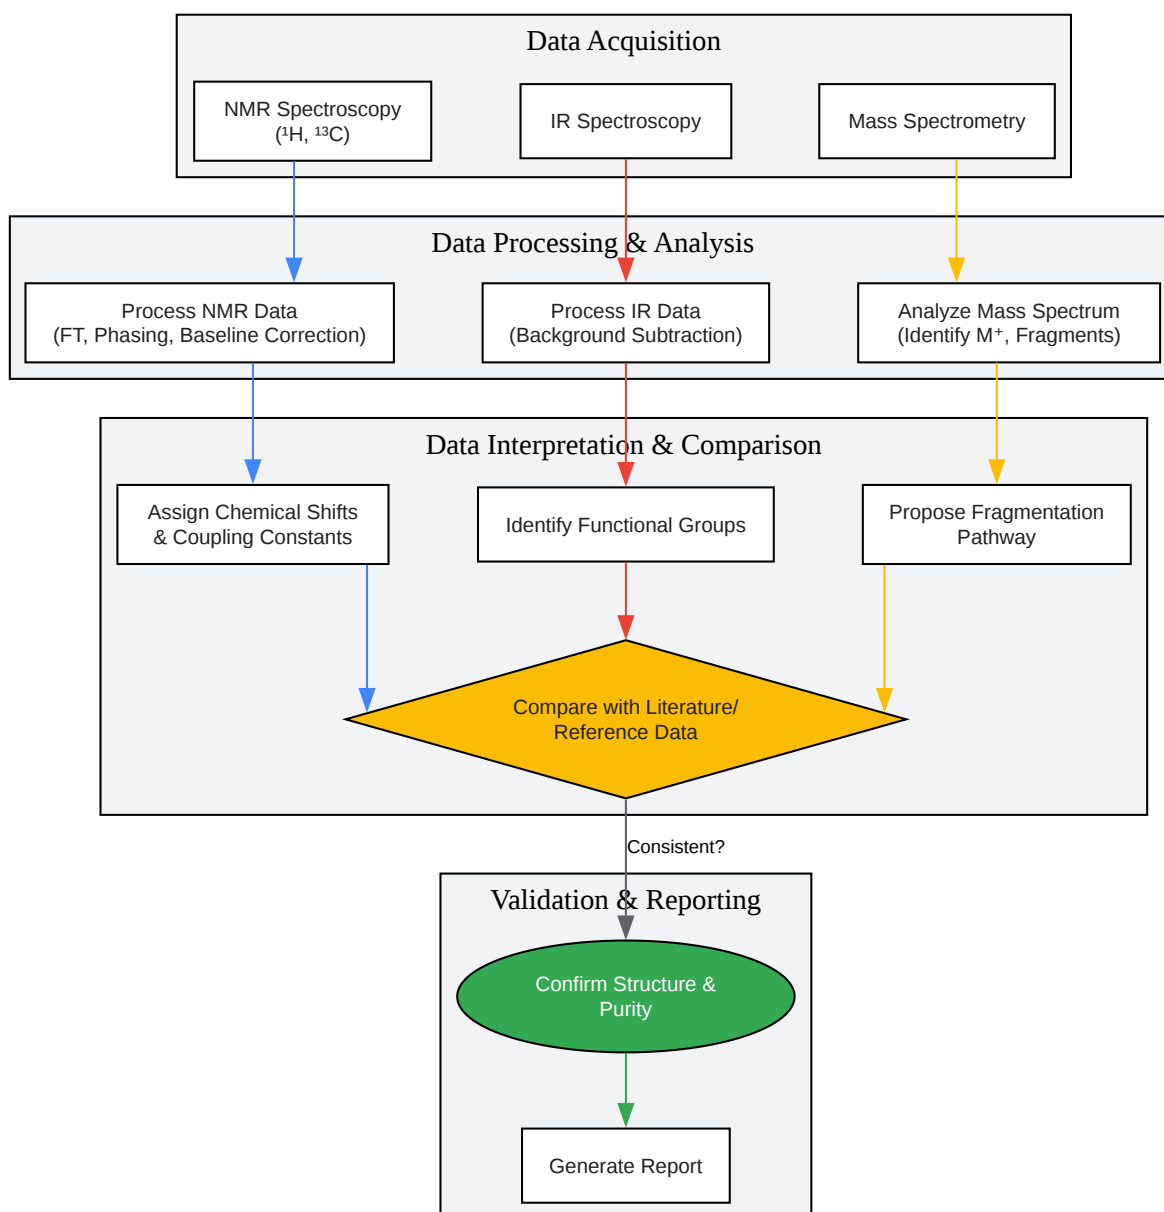 Data Acquisition
NMR Spectroscopy
(¹H, ¹³C)
IR Spectroscopy
Mass Spectrometry
Data Processing & Analysis
Process NMR Data
(FT, Phasing, Baseline Correction)
Process IR Data
(Background Subtraction)
Analyze Mass Spectrum
(Identify M⁺, Fragments)
Data Interpretation & Comparison
Assign Chemical Shifts
& Coupling Constants
Identify Functional Groups
Propose Fragmentation
Pathway
Compare with Literature/
Reference Data
Consistent?
Validation & Reporting
Confirm Structure &
Purity
Generate Report